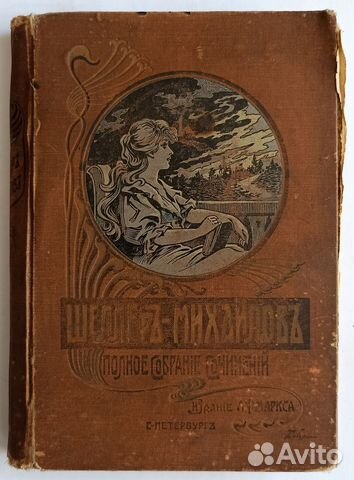 ШЕЛЛЕРЪ-МИХАЙЛОВЪ
ПОЛНОЕ СОБРАНІЕ СОЧИНЕНІЙ
ИЗДАНІЕ А.Ф.МАРКСА
С-ПЕТЕРБУРГЪ
Avito